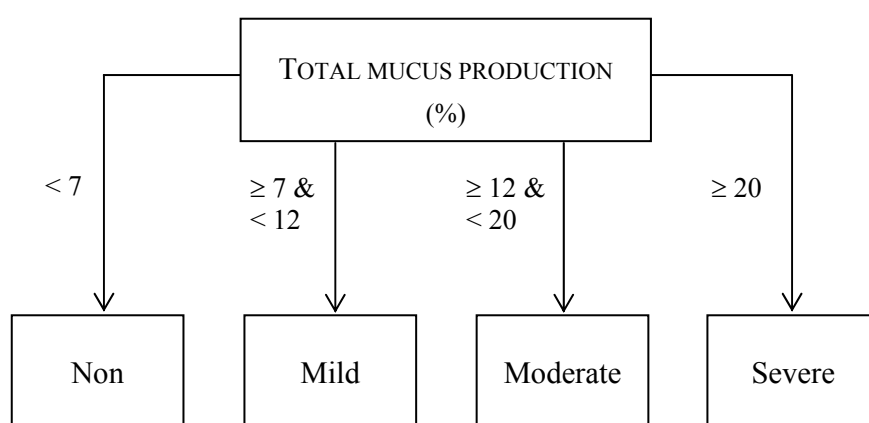 TOTAL MUCUS PRODUCTION
(%)
< 7
≥ 7 &
< 12
≥ 12 &
< 20
≥ 20
Non
Mild
Moderate
Severe